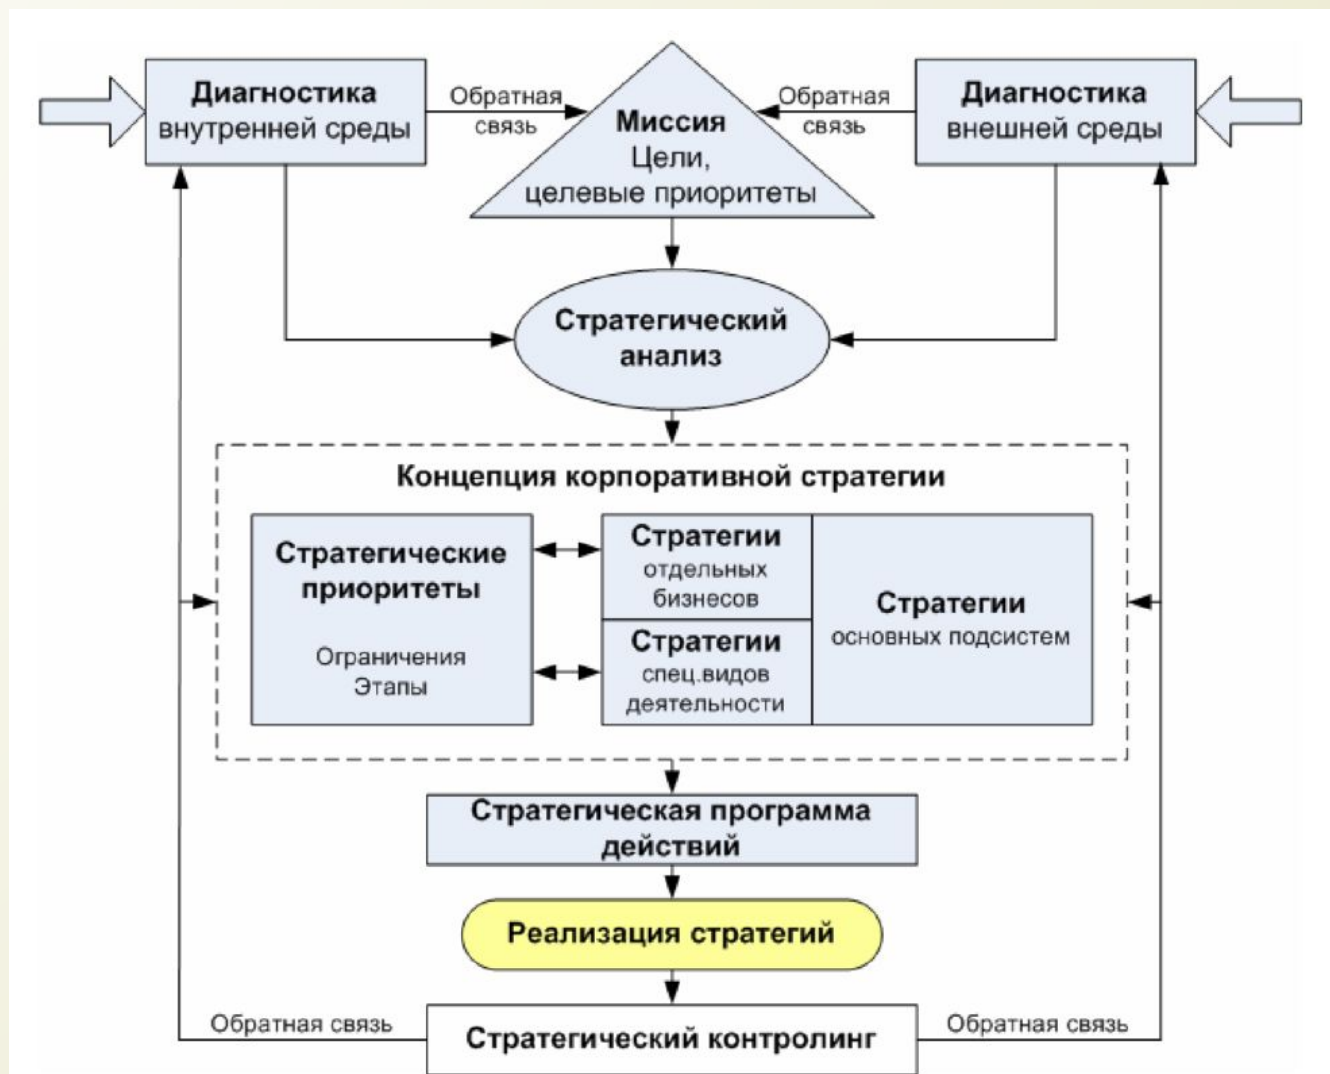 Диагностика
внутренней среды
Обратная
связь
Миссия
Цели,
целевые приоритеты
Обратная
связь
Диагностика
внешней среды
Стратегический
анализ
Концепция корпоративной стратегии
Стратегические
приоритеты
Ограничения
Этапы
Стратегии
отдельных
бизнесов
Стратегии
спец.видов
деятельности
Стратегии
основных подсистем
Стратегическая программа
действий
Реализация стратегий
Обратная связь
Стратегический контролинг
Обратная связь